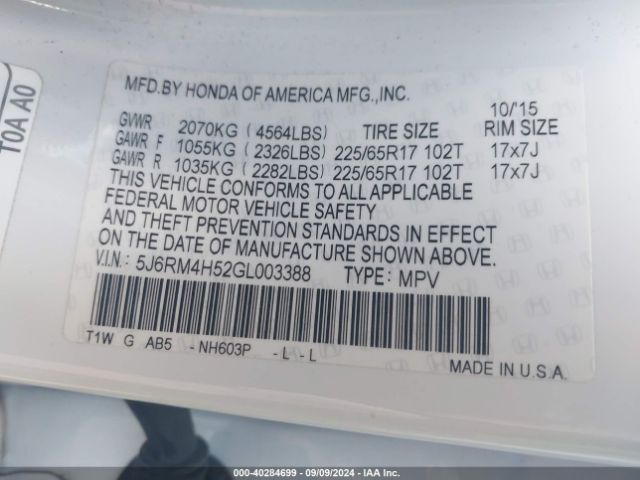 T0A A0
MFD.BY HONDA OF AMERICA MFG.,INC.
10/'15
GVWR 2070KG (4564LBS) TIRE SIZE RIM SIZE
GAWR F 1055KG (2326LBS) 225/65R17 102T 17x7J
GAWR R 1035KG (2282LBS) 225/65R17 102T 17x7J
THIS VEHICLE CONFORMS TO ALL APPLICABLE
FEDERAL MOTOR VEHICLE SAFETY
AND THEFT PREVENTION STANDARDS IN EFFECT
ON THE DATE OF MANUFACTURE SHOWN ABOVE.
V.I.N.: 5J6RM4H52GL003388 TYPE: MPV
T1W G AB5 -NH603P -L -L
MADE IN U.S.A.
000-40284699 - 09/09/2024 - IAA Inc.